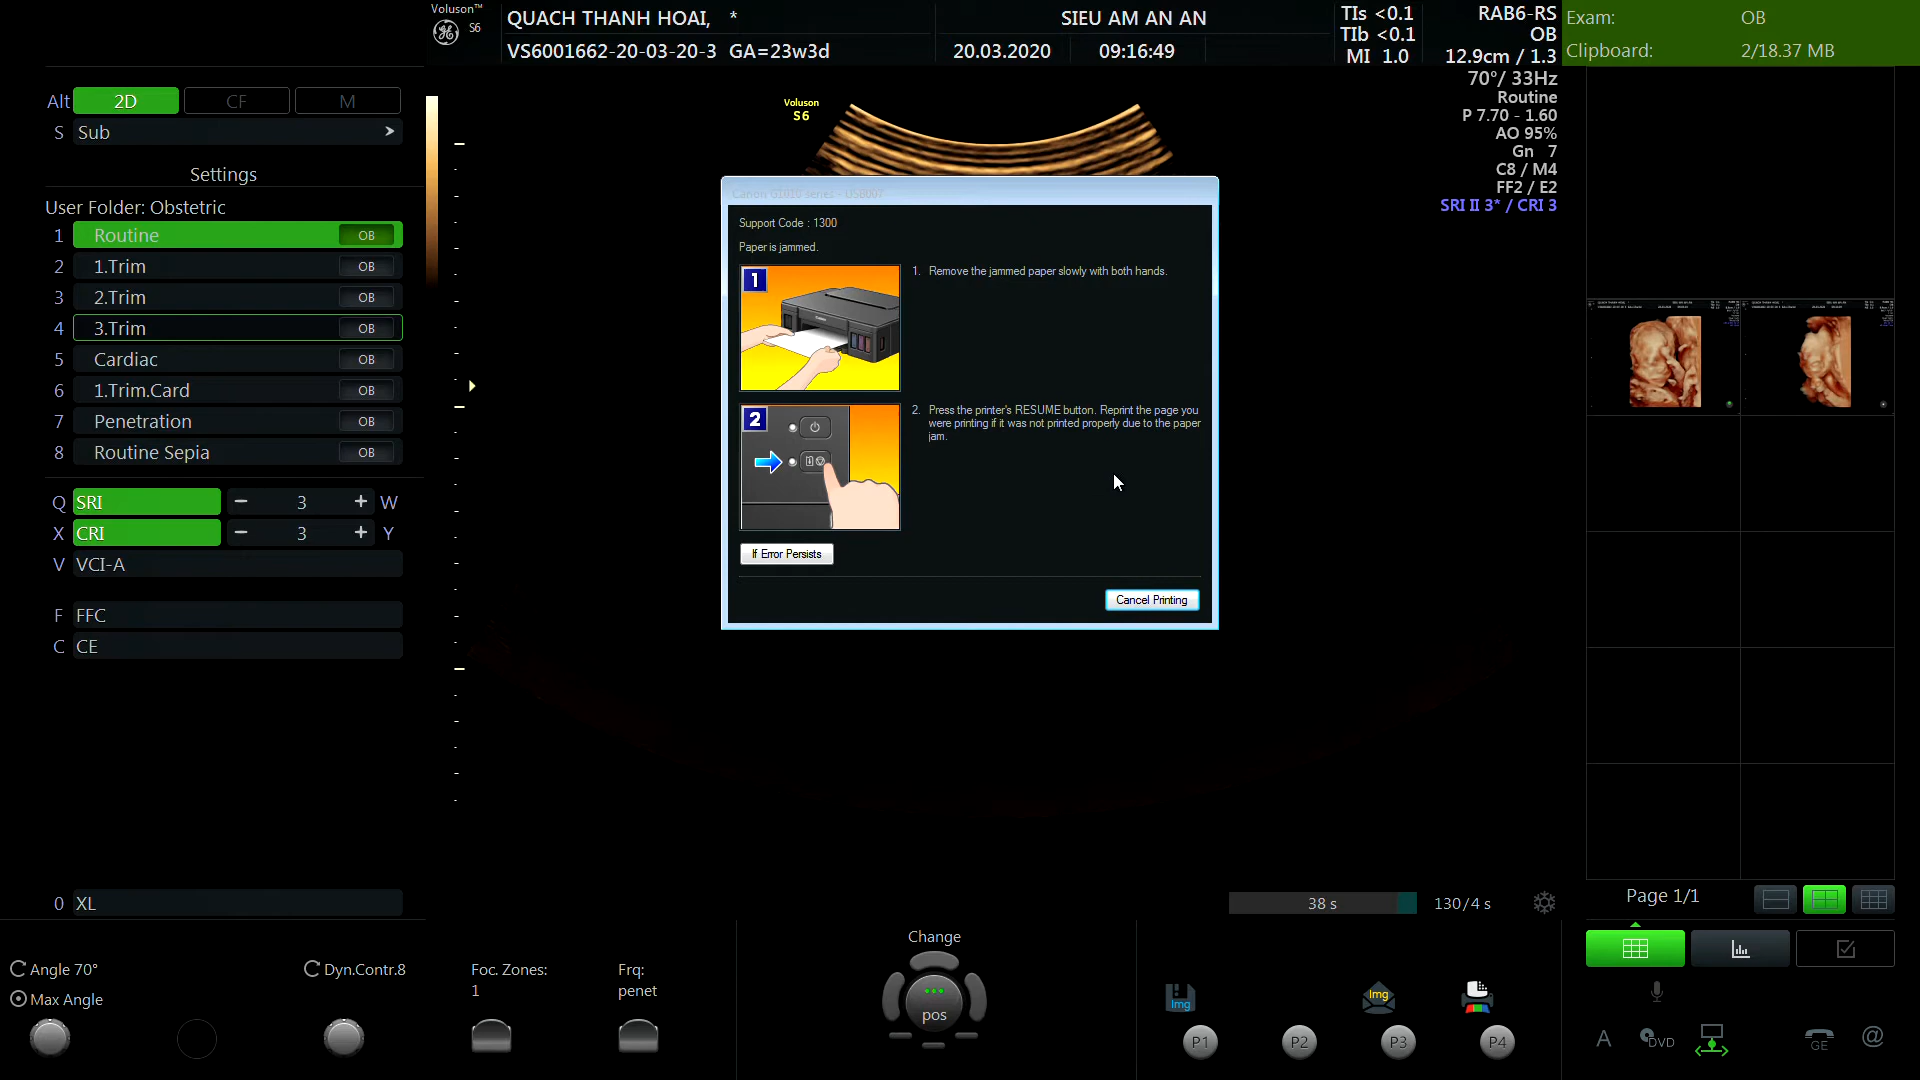 Voluson™
S6
QUACH THANH HOAI, *
SIEU AM AN AN
VS6001662-20-03-20-3 GA=23w3d
20.03.2020
09:16:49
TIs <0.1
TIb <0.1
MI 1.0
RAB6-RS
OB
12.9cm / 1.3
70°/ 33Hz
Routine
P 7.70 - 1.60
AO 95%
Gn 7
C8 / M4
FF2 / E2
SRI II 3* / CRI 3
Exam: OB
Clipboard: 2/18.37 MB
Alt 2D CF M
S Sub >
Settings
User Folder: Obstetric
1 Routine OB
2 1.Trim OB
3 2.Trim OB
4 3.Trim OB
5 Cardiac OB
6 1.Trim.Card OB
7 Penetration OB
8 Routine Sepia OB
Q SRI − 3 + W
X CRI − 3 + Y
V VCI-A
F FFC
C CE
0 XL
Voluson
S6
Canon G1010 series - USB007
Support Code : 1300
Paper is jammed.
1
1. Remove the jammed paper slowly with both hands.
2
2. Press the printer's RESUME button. Reprint the page you
were printing if it was not printed properly due to the paper
jam.
If Error Persists
Cancel Printing
38 s
130/4 s
Page 1/1
Angle 70°
Max Angle
Dyn.Contr.8
Foc. Zones:
1
Frq:
penet
Change
pos
Img
Img
P1
P2
P3
P4
A
DVD
GE
@